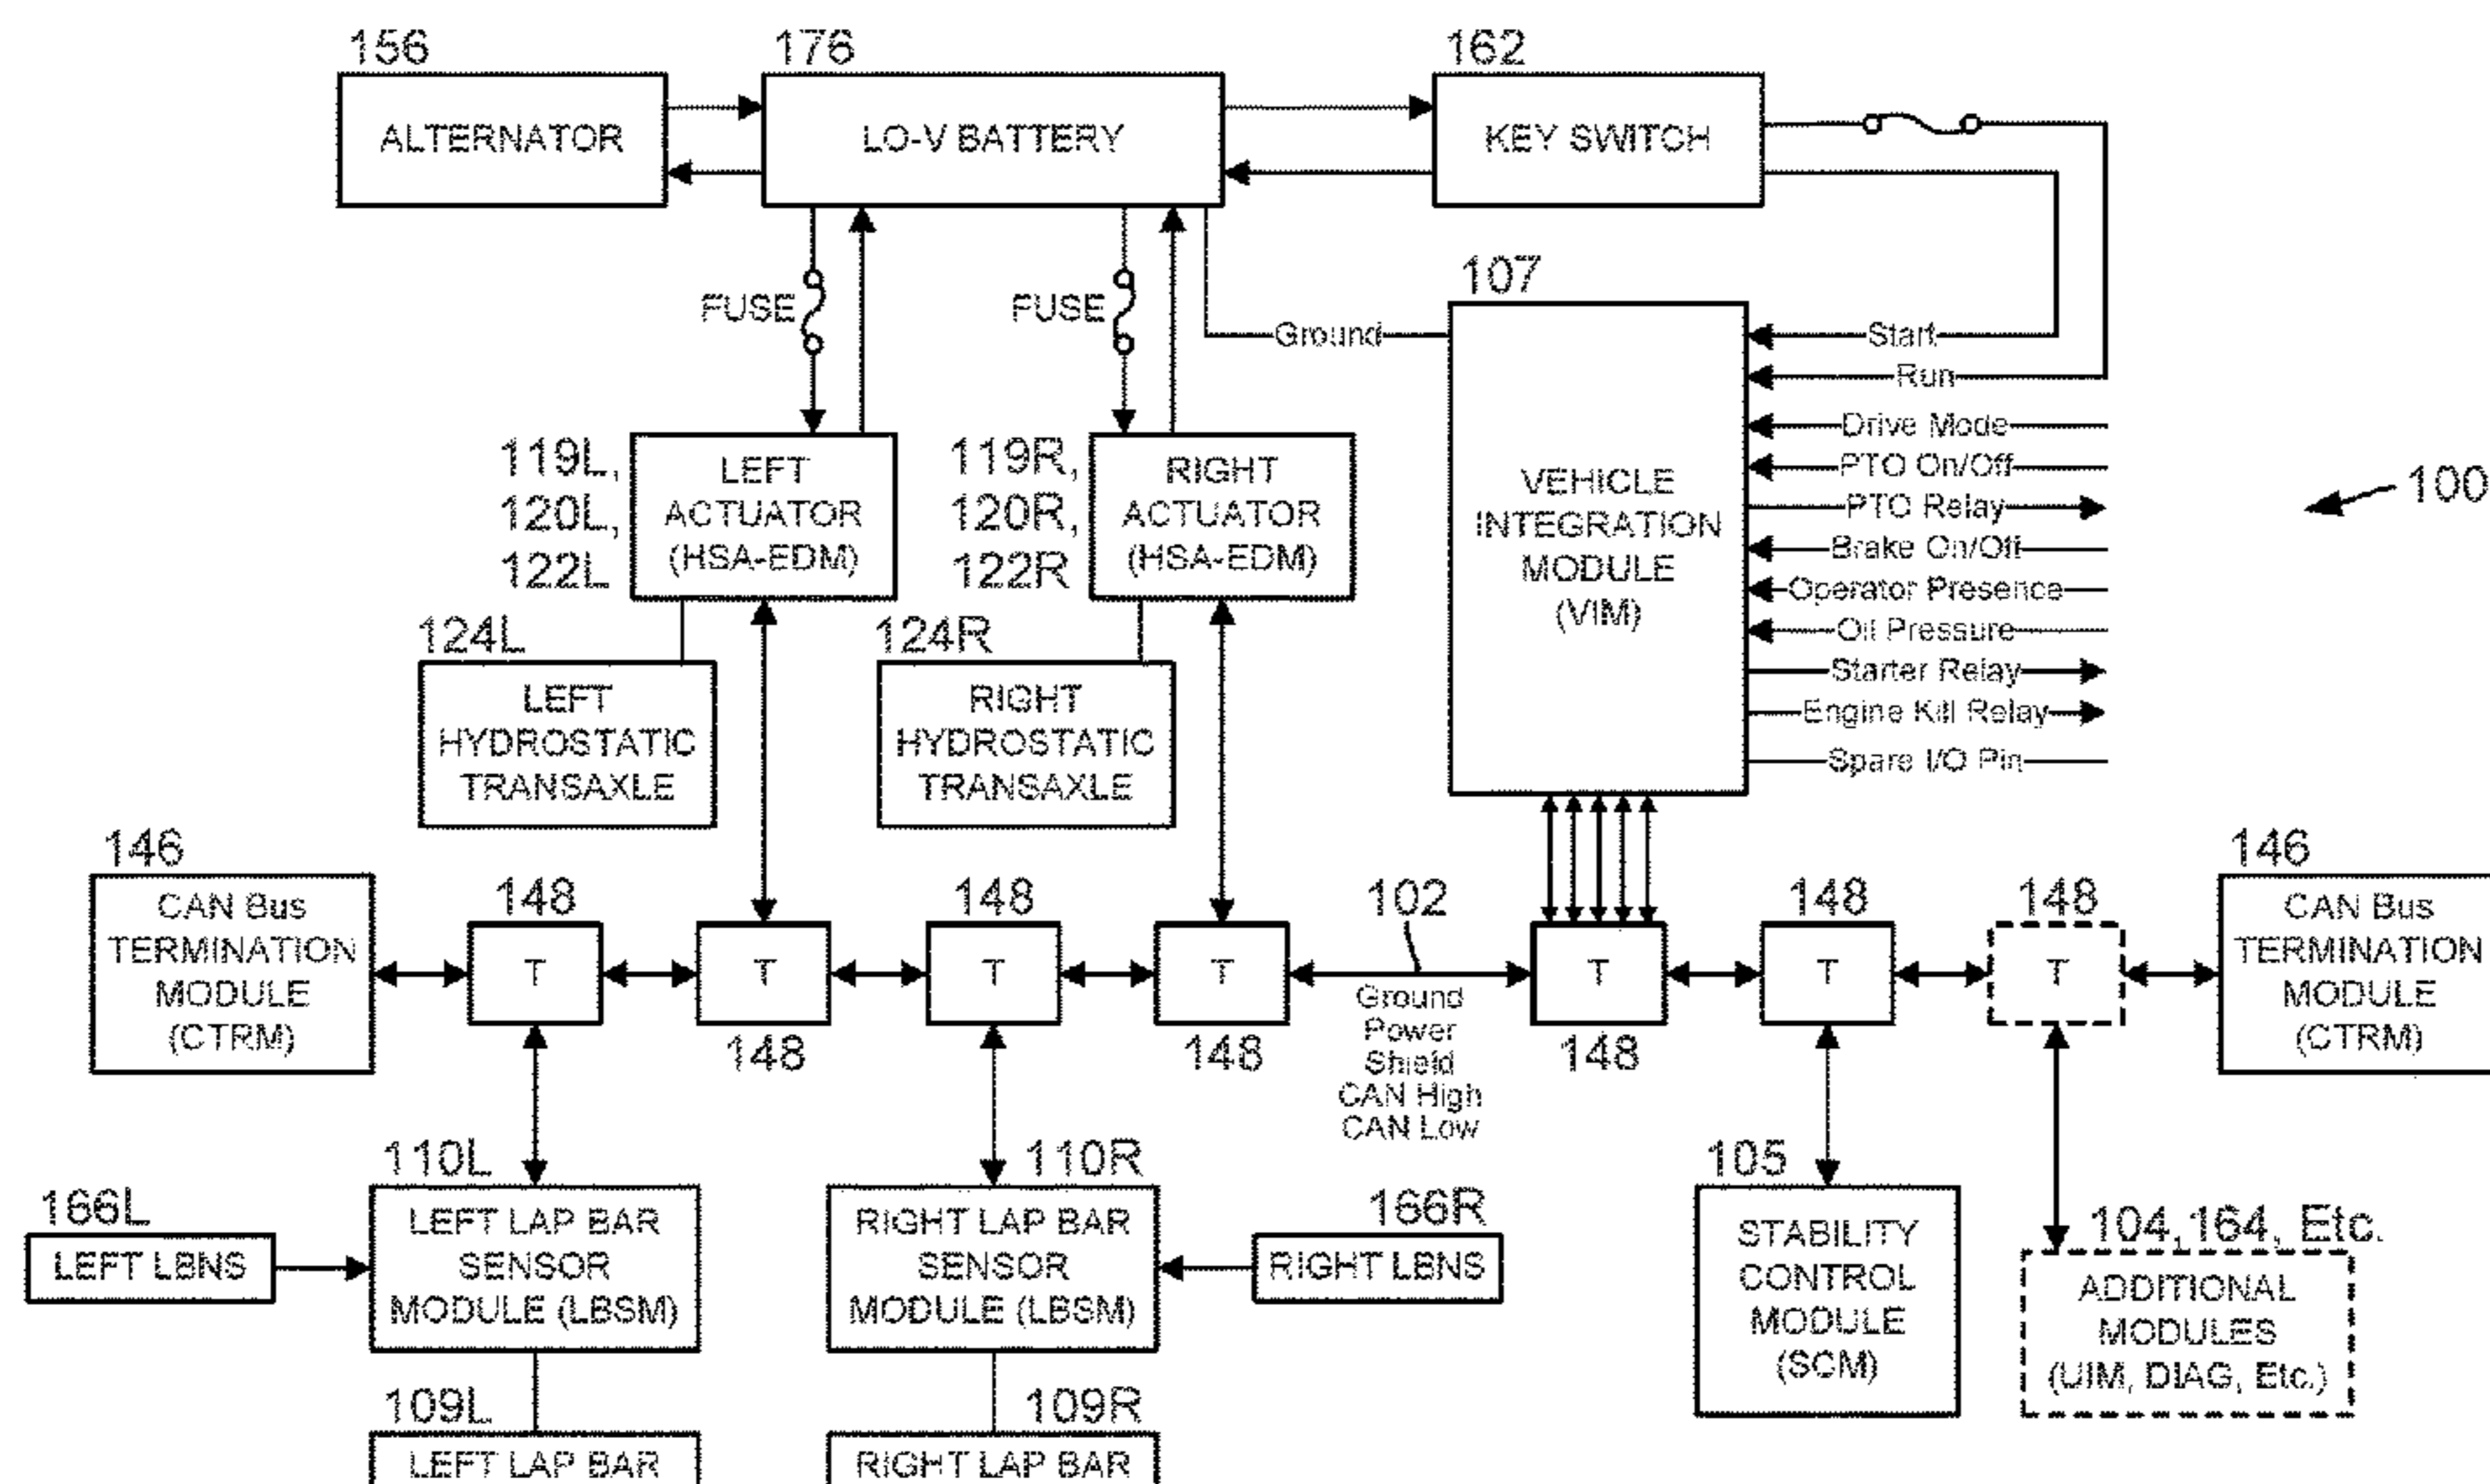 156
ALTERNATOR
176
LO-V BATTERY
162
KEY SWITCH
FUSE
FUSE
Ground
107
VEHICLE
INTEGRATION
MODULE
(VIM)
Start
Run
Drive Mode
PTO On/Off
PTO Relay
Brake On/Off
Operator Presence
Oil Pressure
Starter Relay
Engine Kill Relay
Spare I/O Pin
100
119L,
120L,
122L
LEFT
ACTUATOR
(HSA-EDM)
119R,
120R,
122R
RIGHT
ACTUATOR
(HSA-EDM)
124L
LEFT
HYDROSTATIC
TRANSAXLE
124R
RIGHT
HYDROSTATIC
TRANSAXLE
146
CAN Bus
TERMINATION
MODULE
(CTRM)
148
T
T
148
148
T
T
148
102
Ground
Power
Shield
CAN High
CAN Low
T
148
148
T
148
T
146
CAN Bus
TERMINATION
MODULE
(CTRM)
166L
LEFT LBNS
110L
LEFT LAP BAR
SENSOR
MODULE (LBSM)
110R
RIGHT LAP BAR
SENSOR
MODULE (LBSM)
166R
RIGHT LBNS
105
STABILITY
CONTROL
MODULE
(SCM)
104, 164, Etc.
ADDITIONAL
MODULES
(UIM, DIAG, Etc.)
109L
LEFT LAP BAR
109R
RIGHT LAP BAR